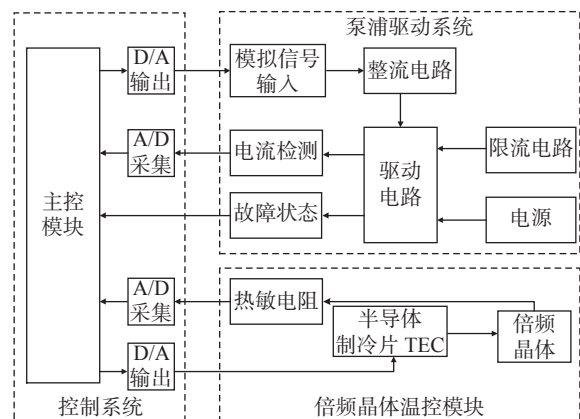 泵浦驱动系统
D/A
输出
模拟信号
输入
整流电路
A/D
采集
电流检测
驱动
电路
限流电路
主控
模块
故障状态
电源
A/D
采集
热敏电阻
半导体
制冷片 TEC
倍频
晶体
D/A
输出
控制系统
倍频晶体温控模块